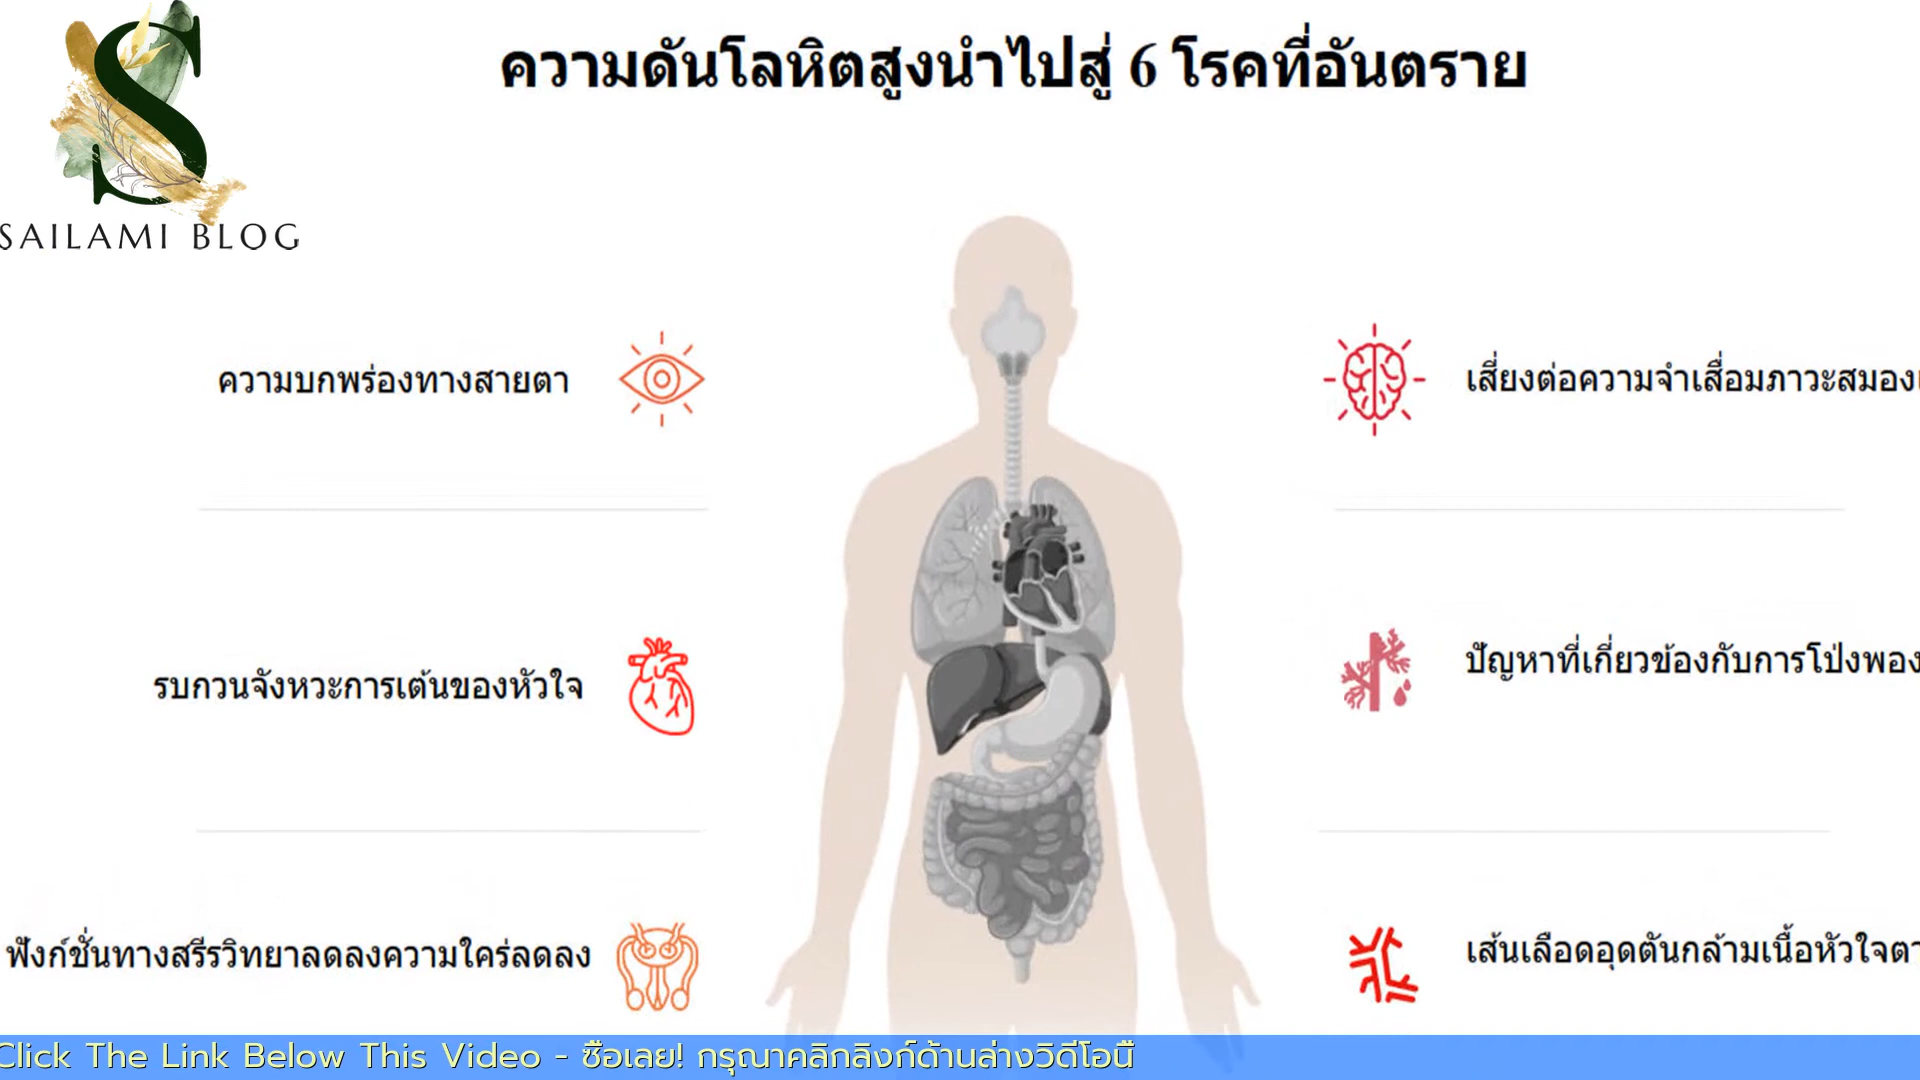 SAILAMI BLOG
ความดันโลหิตสูงนำไปสู่ 6 โรคที่อันตราย
ความบกพร่องทางสายตา
เสี่ยงต่อความจำเสื่อมภาวะสมอง
รบกวนจังหวะการเต้นของหัวใจ
ปัญหาที่เกี่ยวข้องกับการโป่งพอง
ฟังก์ชั่นทางสรีรวิทยาลดลงความใคร่ลดลง
เส้นเลือดอุดตันกล้ามเนื้อหัวใจตา
Click The Link Below This Video - ซื้อเลย! กรุณาคลิกลิงก์ด้านล่างวิดีโอนี้